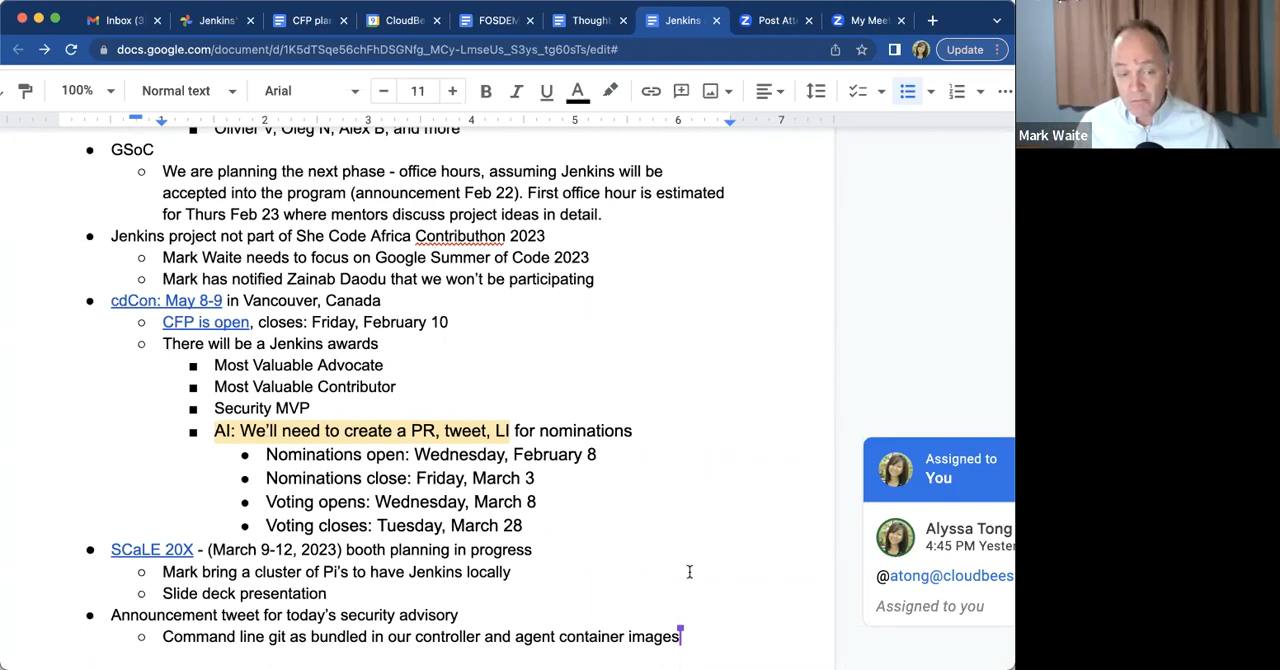 Inbox (3
Jenkins'
CFP pla
CloudBe
FOSDEM
Thought
Jenkins
Post Att
My Mee
docs.google.com/document/d/1K5dTSqe56chFhDSGNfg_MCy-LmseUs_S3ys_tg60sTs/edit#
Update
100%
Normal text
Arial
11
B I U A
1 2 3 4 5 6 7
Olivier V, Oleg N, Alex B, and more
GSoC
We are planning the next phase - office hours, assuming Jenkins will be
accepted into the program (announcement Feb 22). First office hour is estimated
for Thurs Feb 23 where mentors discuss project ideas in detail.
Jenkins project not part of She Code Africa Contributhon 2023
Mark Waite needs to focus on Google Summer of Code 2023
Mark has notified Zainab Daodu that we won't be participating
cdCon: May 8-9 in Vancouver, Canada
CFP is open, closes: Friday, February 10
There will be a Jenkins awards
Most Valuable Advocate
Most Valuable Contributor
Security MVP
AI: We'll need to create a PR, tweet, LI for nominations
Nominations open: Wednesday, February 8
Nominations close: Friday, March 3
Voting opens: Wednesday, March 8
Voting closes: Tuesday, March 28
SCaLE 20X - (March 9-12, 2023) booth planning in progress
Mark bring a cluster of Pi's to have Jenkins locally
Slide deck presentation
Announcement tweet for today's security advisory
Command line git as bundled in our controller and agent container images
Assigned to
You
Alyssa Tong
4:45 PM Yester
@atong@cloudbees
Assigned to you
Mark Waite